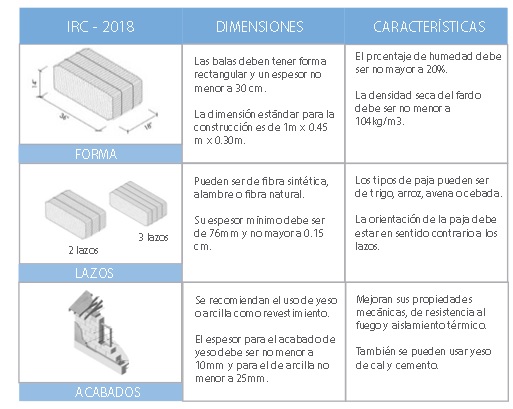 IRC - 2018
DIMENSIONES
CARACTERÍSTICAS
14"
36"
18"
FORMA
Las balas deben tener forma
rectangular y un espesor no
menor a 30 cm.
La dimensión estándar para la
construcción es de 1m x 0.45
m x 0.30m.
El prcentaje de humedad debe
ser no mayor a 20%.
La densidad seca del fardo
debe ser no menor a
104kg/m3.
2 lazos
3 lazos
LAZOS
Pueden ser de fibra sintética,
alambre o fibra natural.
Su espesor mínimo debe ser
de 76mm y no mayor a 0.15
cm.
Los tipos de paja pueden ser
de trigo, arroz, avena o cebada.
La orientación de la paja debe
estar en sentido contrario a los
lazos.
ACABADOS
Se recomiendan el uso de yeso
o arcilla como revestimiento.
El espesor para el acabado de
yeso debe ser no menor a
10mm y para el de arcilla no
menor a 25mm.
Mejoran sus propiedades
mecánicas, de resistencia al
fuego y aislamiento térmico.
También se pueden usar yeso
de cal y cemento.